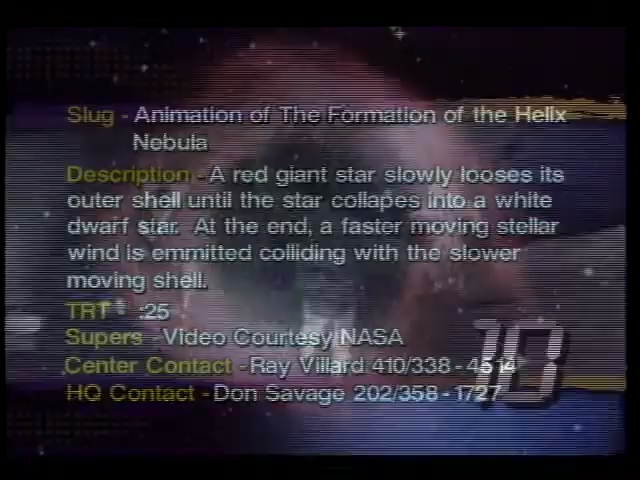 Slug - Animation of The Formation of the Helix
Nebula
Description - A red giant star slowly looses its
outer shell until the star collapes into a white
dwarf star. At the end, a faster moving stellar
wind is emmitted colliding with the slower
moving shell.
TRT - :25
Supers - Video Courtesy NASA
Center Contact - Ray Villard 410/338-4514
HQ Contact - Don Savage 202/358-1727
10